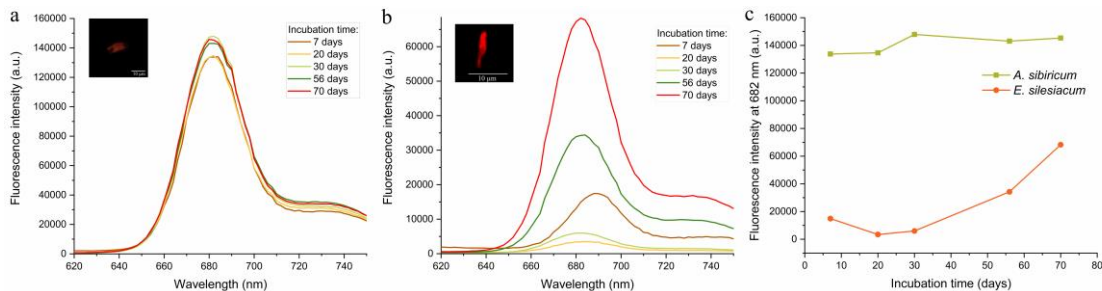 a
160000
140000
120000
100000
80000
60000
40000
20000
0
Fluorescence intensity (a.u.)
620 640 660 680 700 720 740
Wavelength (nm)
Incubation time:
7 days
20 days
30 days
56 days
70 days
10 µm
b
60000
50000
40000
30000
20000
10000
0
Fluorescence intensity (a.u.)
620 640 660 680 700 720 740
Wavelength (nm)
Incubation time:
7 days
20 days
30 days
56 days
70 days
10 µm
c
160000
140000
120000
100000
80000
60000
40000
20000
0
Fluorescence intensity at 682 nm (a.u.)
0 10 20 30 40 50 60 70 80
Incubation time (days)
A. sibiricum
E. silesiacum